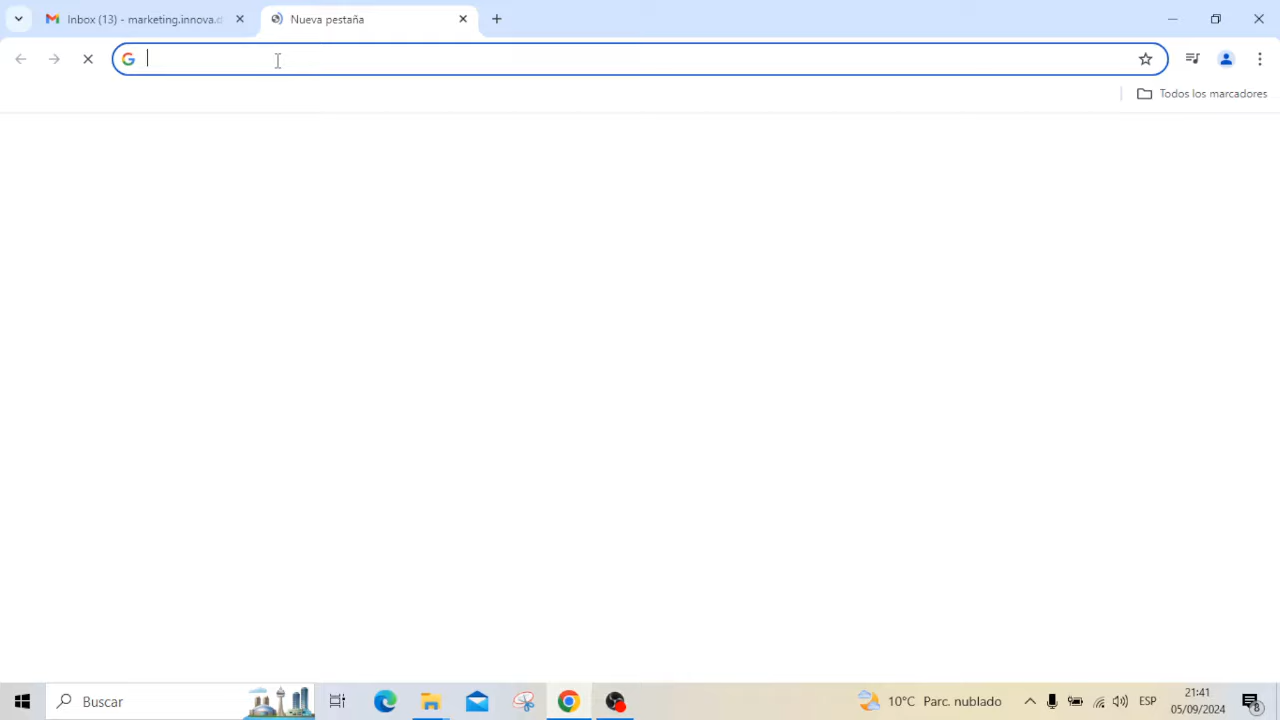 Inbox (13) - marketing.innova.d
Nueva pestaña
Todos los marcadores
Buscar
10°C Parc. nublado
ESP
21:41
05/09/2024
8